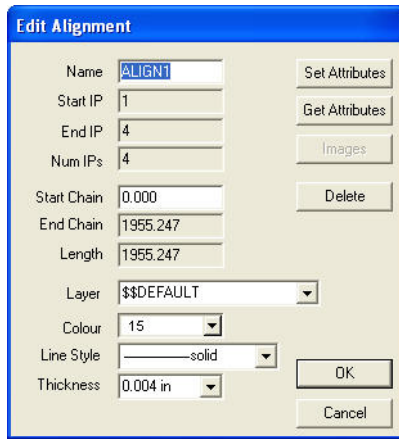 Edit Alignment
Name ALIGN1 Set Attributes
Start IP 1
Get Attributes
End IP 4
Num IPs 4 Images
Start Chain 0.000 Delete
End Chain 1955.247
Length 1955.247
Layer $$DEFAULT
Colour 15
Line Style solid
Thickness 0.004 in OK
Cancel